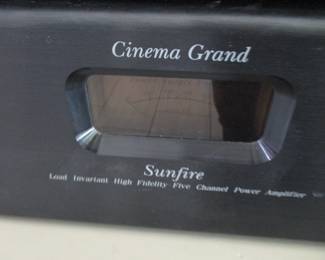 Cinema Grand
Sunfire
Load Invariant High Fidelity Five Channel Power Amplifier